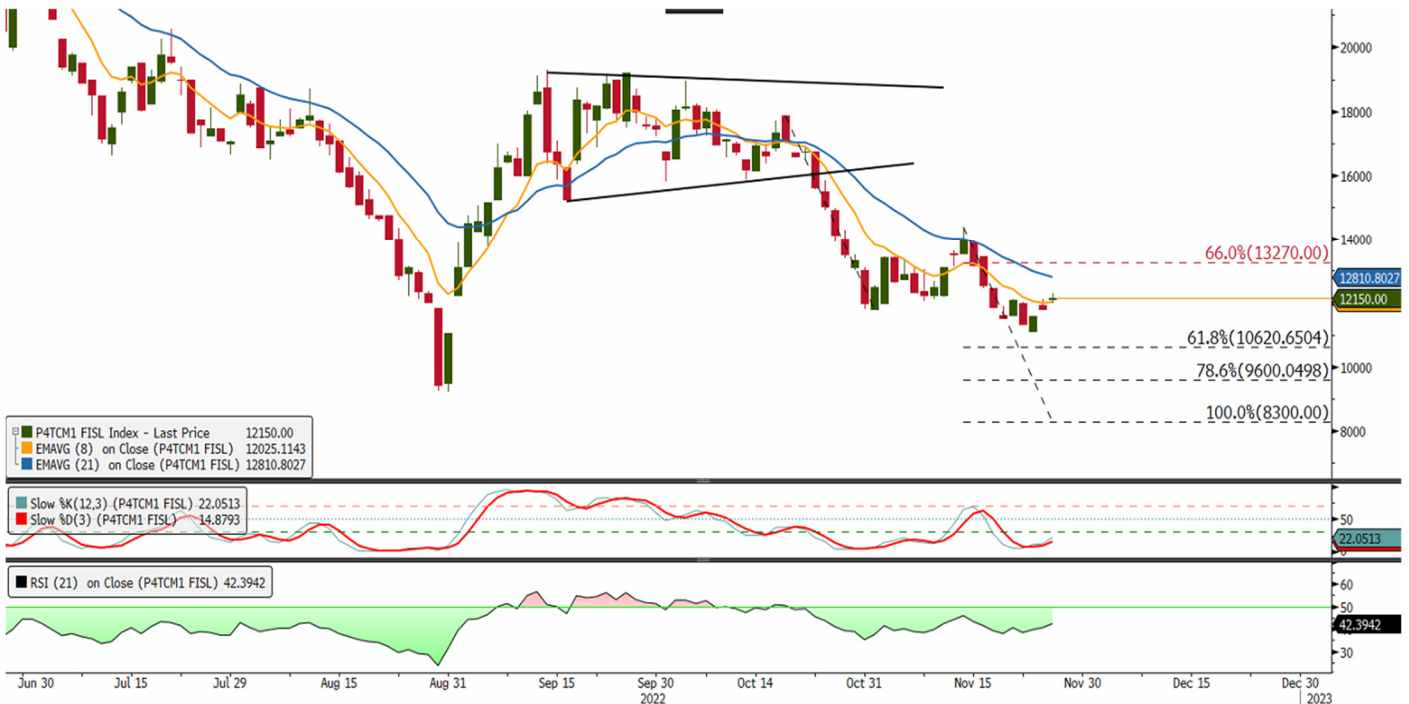 20000
18000
16000
14000
66.0%(13270.00)
12810.8027
12150.00
61.8%(10620.6504)
10000
78.6%(9600.0498)
100.0%(8300.00)
8000
P4TCM1 FISL Index - Last Price 12150.00
EMAVG (8) on Close (P4TCM1 FISL) 12025.1143
EMAVG (21) on Close (P4TCM1 FISL) 12810.8027
Slow %K(12,3) (P4TCM1 FISL) 22.0513
Slow %D(3) (P4TCM1 FISL) 14.8793
50
22.0513
0
RSI (21) on Close (P4TCM1 FISL) 42.3942
60
50
42.3942
30
Jun 30 Jul 15 Jul 29 Aug 15 Aug 31 Sep 15 Sep 30 Oct 14 Oct 31 Nov 15 Nov 30 Dec 15 Dec 30
2022 2023